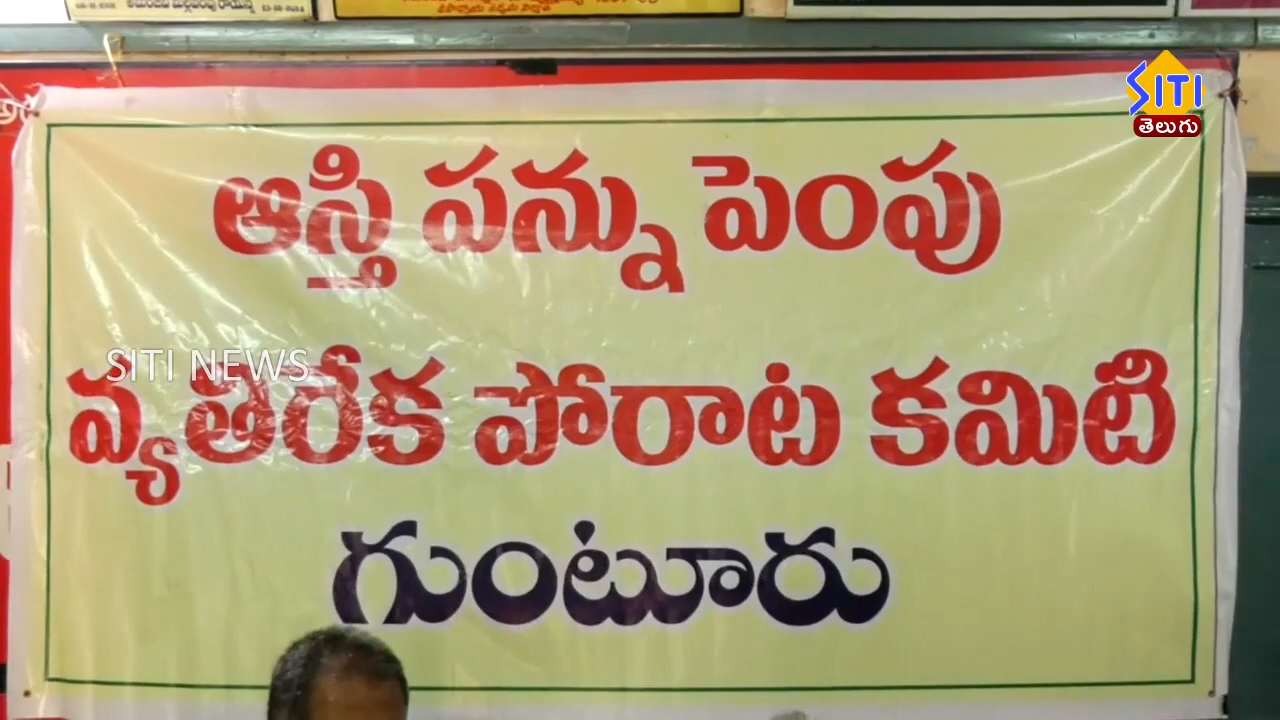 SITI
తెలుగు
ఆస్తి పన్ను పెంపు
SITI NEWS
వ్యతిరేక పోరాట కమిటి
గుంటూరు